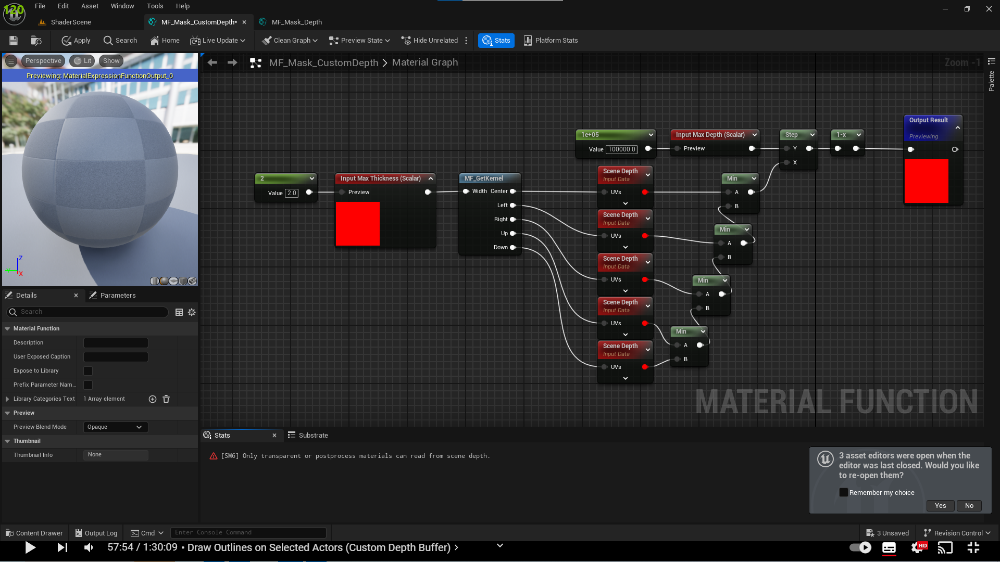 120
File Edit Asset Window Tools Help
ShaderScene MF_Mask_CustomDepth* MF_Mask_Depth
Apply Search Home Live Update Clean Graph Preview State Hide Unrelated Stats Platform Stats
Perspective Lit Show
MF_Mask_CustomDepth > Material Graph Zoom -1
Palette
Previewing: MaterialExpressionFunctionOutput_0
Z
Y
X
1e+05
Value 100000.0
Input Max Depth (Scalar)
Preview
Step
Y
X
1-x
Output Result
Previewing
2
Value 2.0
Input Max Thickness (Scalar)
Preview
MF_GetKernel
Width Center
Left
Right
Up
Down
Scene Depth
Input Data
UVs
Scene Depth
Input Data
UVs
Scene Depth
Input Data
UVs
Scene Depth
Input Data
UVs
Scene Depth
Input Data
UVs
Min
A
B
Min
A
B
Min
A
B
Min
A
B
MATERIAL FUNCTION
Details Parameters
Search
Material Function
Description
User Exposed Caption
Expose to Library
Prefix Parameter Nam...
Library Categories Text 1 Array element
Preview
Preview Blend Mode Opaque
Thumbnail
Thumbnail Info None
Stats Substrate
[SM6] Only transparent or postprocess materials can read from scene depth.
3 asset editors were open when the
editor was last closed. Would you like
to re-open them?
Remember my choice
Yes No
Content Drawer Output Log Cmd Enter Console Command 3 Unsaved Revision Control
57:54 / 1:30:09 • Draw Outlines on Selected Actors (Custom Depth Buffer) >
HD